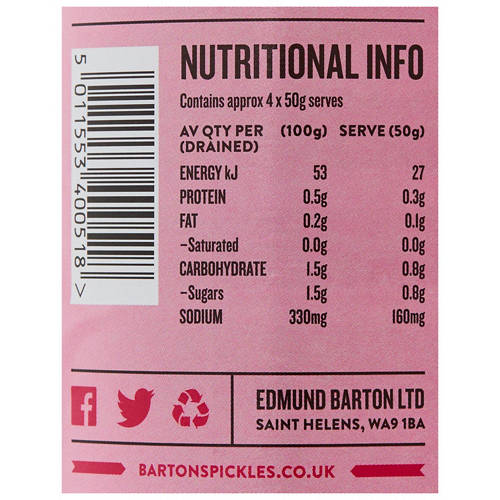 5 011553 400518 >
NUTRITIONAL INFO
Contains approx 4 x 50g serves
AV QTY PER (100g) SERVE (50g)
(DRAINED)
ENERGY kJ 53 27
PROTEIN 0.5g 0.3g
FAT 0.2g 0.1g
–Saturated 0.0g 0.0g
CARBOHYDRATE 1.5g 0.8g
–Sugars 1.5g 0.8g
SODIUM 330mg 160mg
EDMUND BARTON LTD
SAINT HELENS, WA9 1BA
BARTONSPICKLES.CO.UK